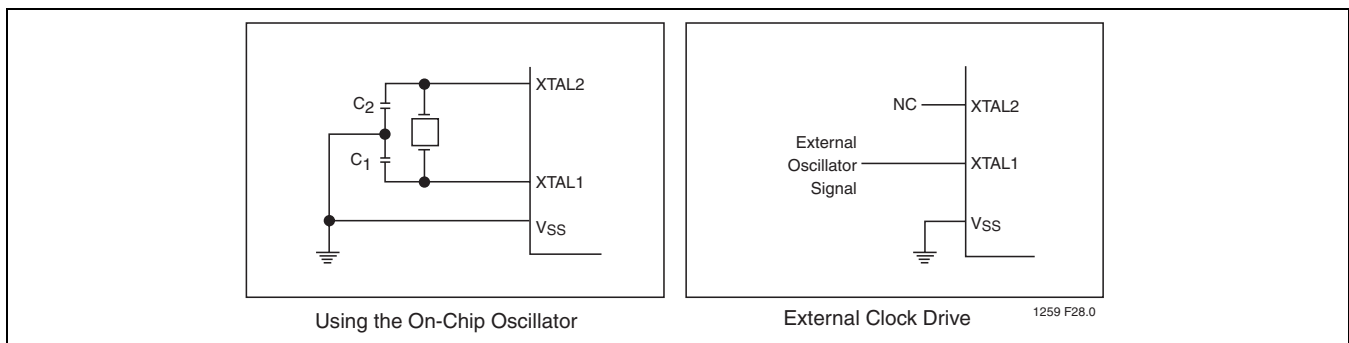 XTAL2
C2
C1
XTAL1
VSS
Using the On-Chip Oscillator
NC
XTAL2
External
Oscillator
Signal
XTAL1
VSS
External Clock Drive
1259 F28.0